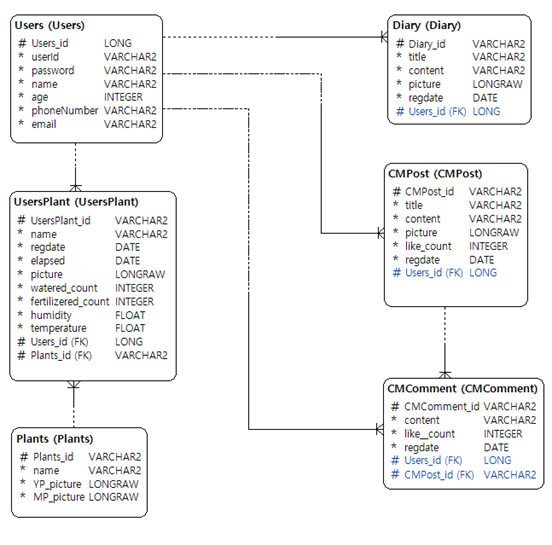 Users (Users)
# Users_id LONG
* userId VARCHAR2
* password VARCHAR2
* name VARCHAR2
* age INTEGER
* phoneNumber VARCHAR2
* email VARCHAR2
Diary (Diary)
# Diary_id VARCHAR2
* title VARCHAR2
* content VARCHAR2
* picture LONGRAW
* regdate DATE
# Users_id (FK) LONG
UsersPlant (UsersPlant)
# UsersPlant_id VARCHAR2
* name VARCHAR2
* regdate DATE
* elapsed DATE
* picture LONGRAW
* watered_count INTEGER
* fertilizered_count INTEGER
* humidity FLOAT
* temperature FLOAT
# Users_id (FK) LONG
# Plants_id (FK) VARCHAR2
CMPost (CMPost)
# CMPost_id VARCHAR2
* title VARCHAR2
* content VARCHAR2
* picture LONGRAW
* like_count INTEGER
* regdate DATE
# Users_id (FK) LONG
Plants (Plants)
# Plants_id VARCHAR2
* name VARCHAR2
* YP_picture LONGRAW
* MP_picture LONGRAW
CMComment (CMComment)
# CMComment_id VARCHAR2
* content VARCHAR2
* like__count INTEGER
* regdate DATE
# Users_id (FK) LONG
# CMPost_id (FK) VARCHAR2